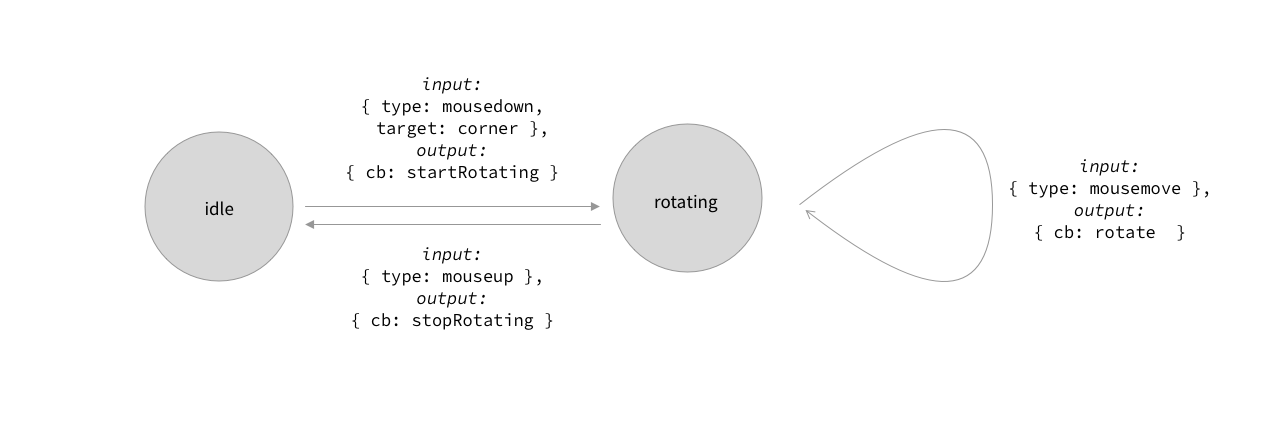 input:
{ type: mousedown,
target: corner },
output:
{ cb: startRotating }
idle
rotating
input:
{ type: mouseup },
output:
{ cb: stopRotating }
input:
{ type: mousemove },
output:
{ cb: rotate  }